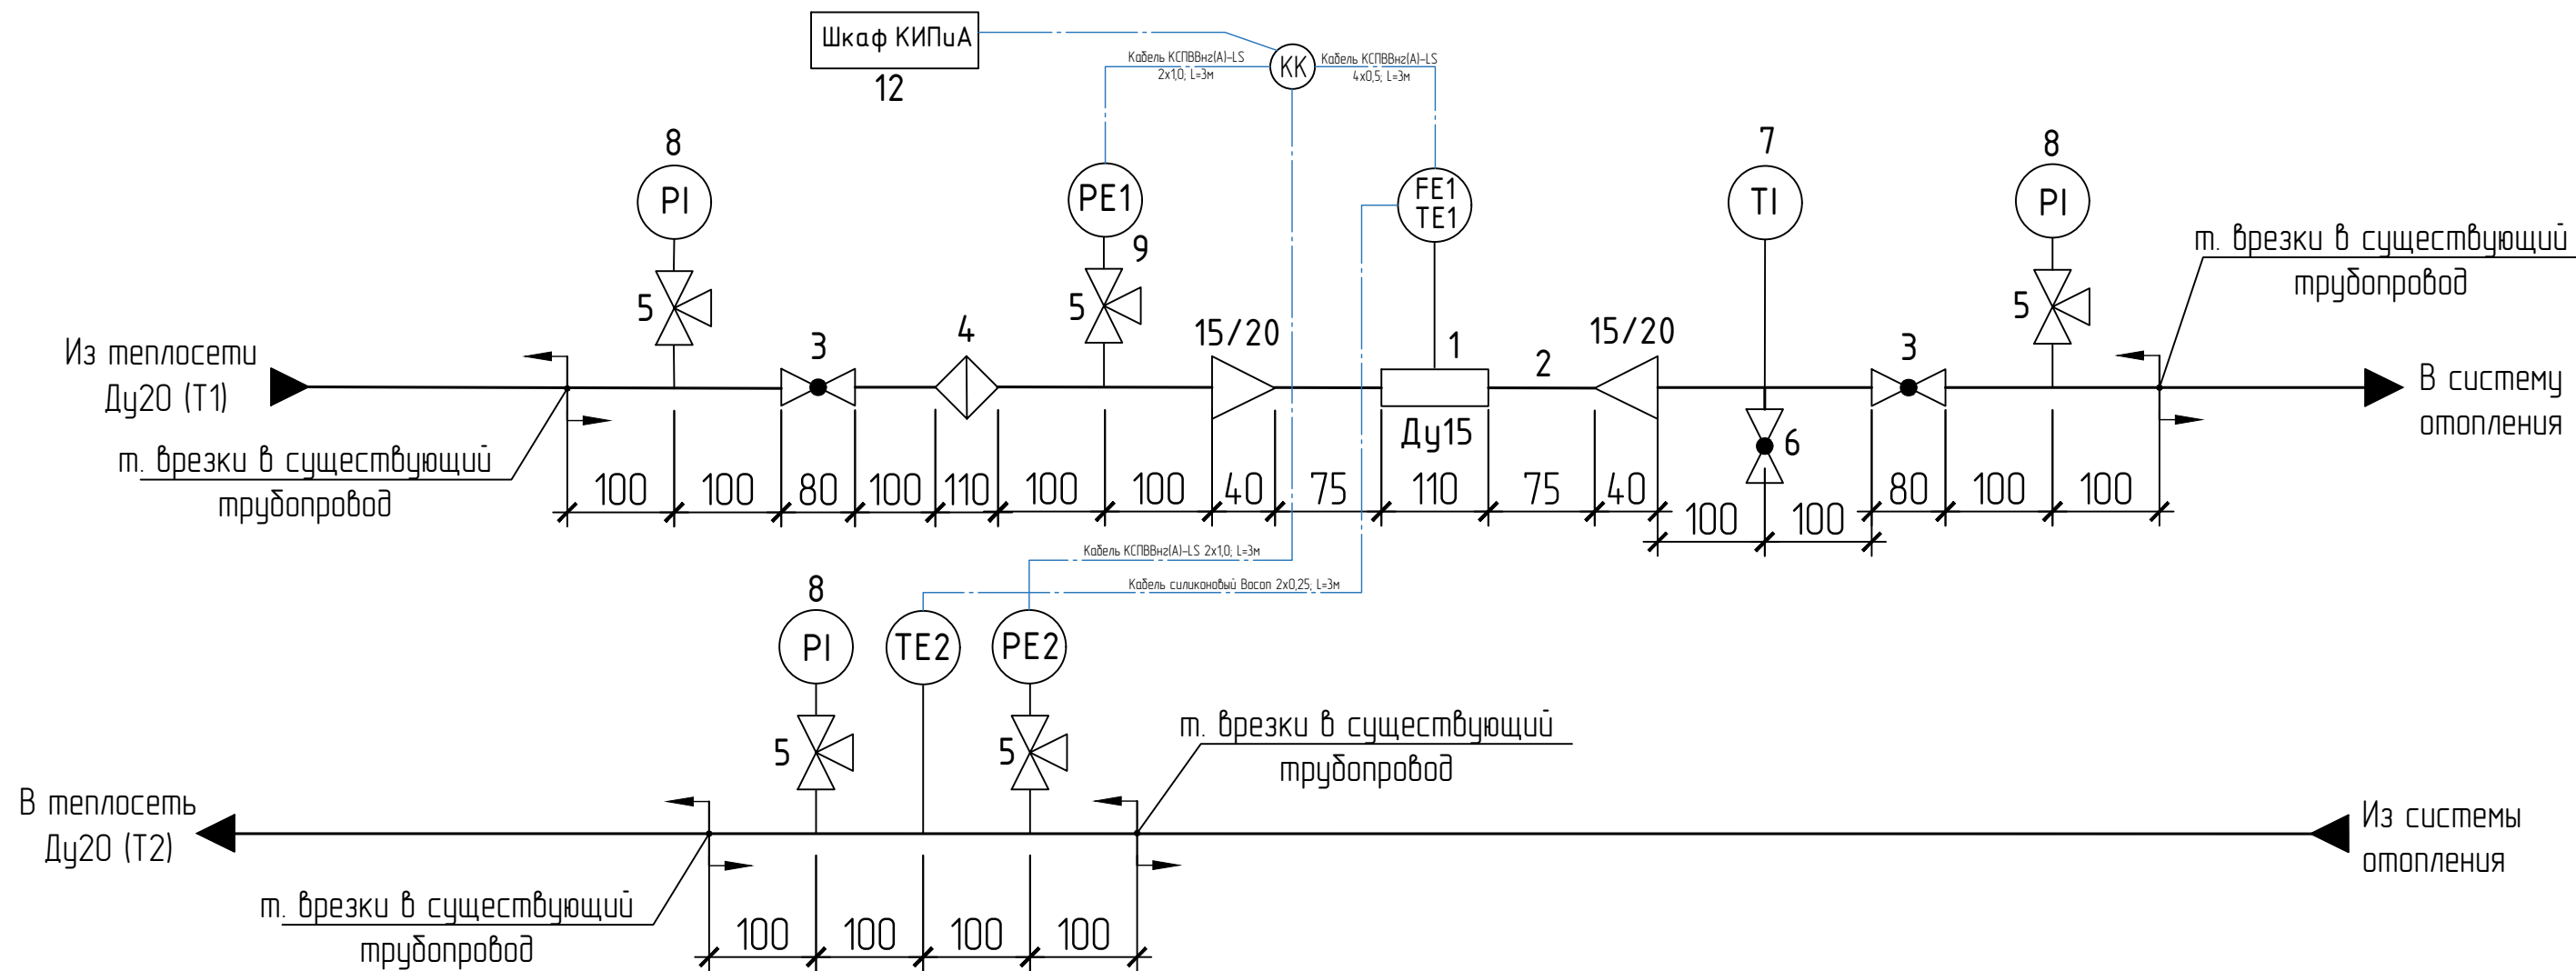 Шкаф КИПиА
12
Кабель КСПВВнг(А)-LS
2х1,0; L=3м
КК
Кабель КСПВВнг(А)-LS
4х0,5; L=3м
8
PI
5
PE1
9
5
FE1
TE1
7
TI
8
PI
5
т. врезки в существующий
трубопровод
Из теплосети
Ду20 (Т1)
3
4
15/20
1
2
15/20
3
В систему
отопления
Ду15
6
т. врезки в существующий
трубопровод
100 100 80 100 110 100 100 40 75 110 75 40 100 100 80 100 100
Кабель КСПВВнг(А)-LS 2х1,0; L=3м
Кабель силиконовый Bocon 2х0,25; L=3м
8
PI
TE2
PE2
5
5
т. врезки в существующий
трубопровод
В теплосеть
Ду20 (Т2)
Из системы
отопления
т. врезки в существующий
трубопровод
100 100 100 100